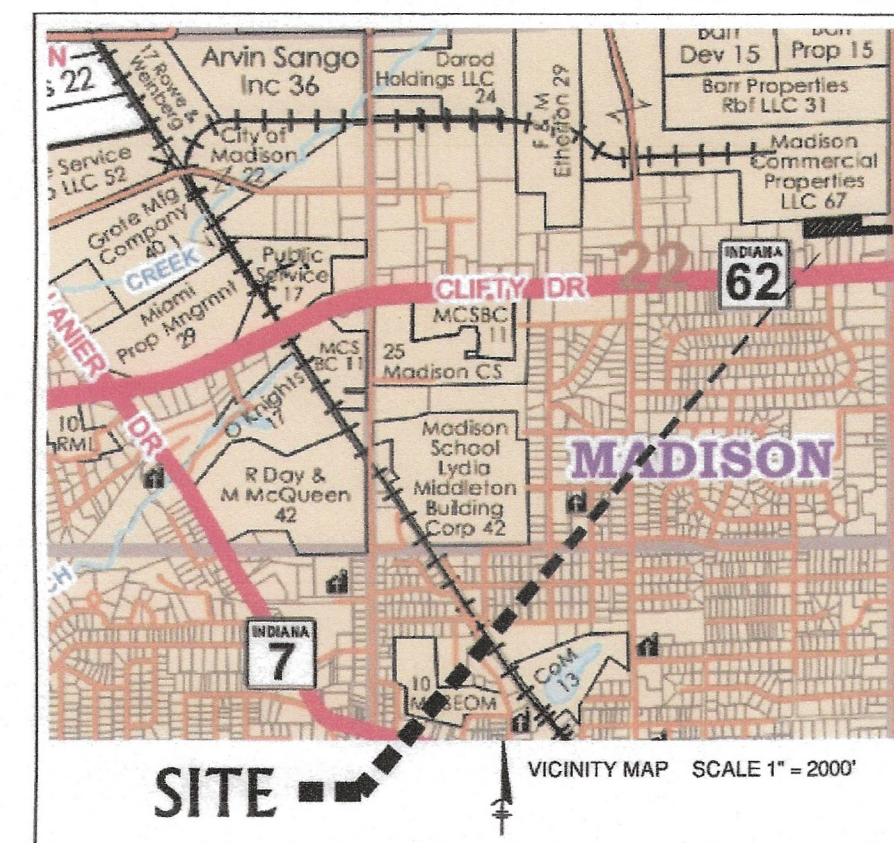 Arvin Sango
Inc 36
17 Rowe &
Weinberg
N
s 22
Darod
Holdings LLC
24
F & M
Etherton 29
Dev 15
Prop 15
Barr Properties
Rbf LLC 31
Madison
Commercial
Properties
LLC 67
City of
Madison
22
e Service
LLC 52
Grote Mfg
Company
40
CREEK
Public
Service
17
Miami
Prop Mngmnt
29
22
INDIANA
62
CLIFTY DR
MCSBC
11
MCS
BC 11
25
Madison CS
ANIER
DR
10
RMI
O Knights
17
R Day &
M McQueen
42
Madison
School
Lydia
Middleton
Building
Corp 42
MADISON
CH
INDIANA
7
10
CoM
13
SITE
VICINITY MAP SCALE 1" = 2000'